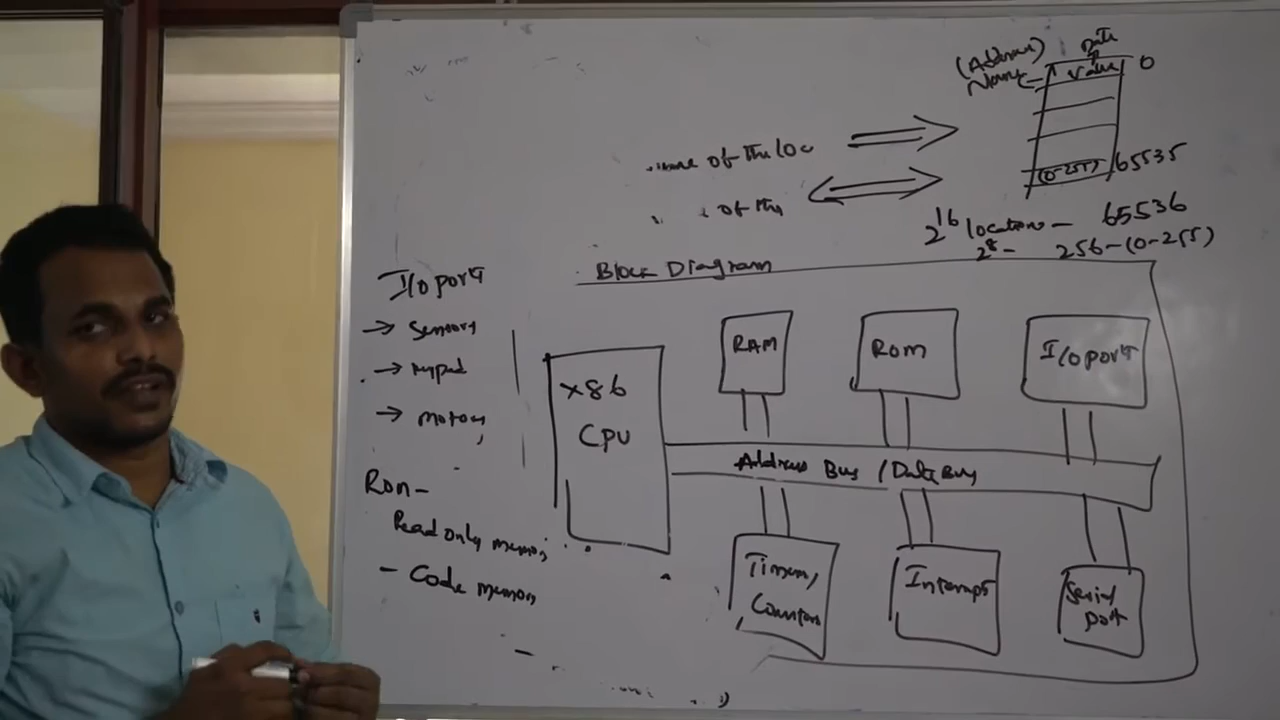 (Address) Data
Name Value 0
(0-255) 65535
of the loc
of the
2^16 locations - 65536
2^8 - 256-(0-255)
Block Diagram
I/o ports
→ Sensors
→ keypad
→ motors,
Rom-
Read only memo
- Code memory
x86
CPU
RAM
Rom
I/o ports
Address Bus / Data Bus
Timers/
Counters
Interrupts
Serial
port